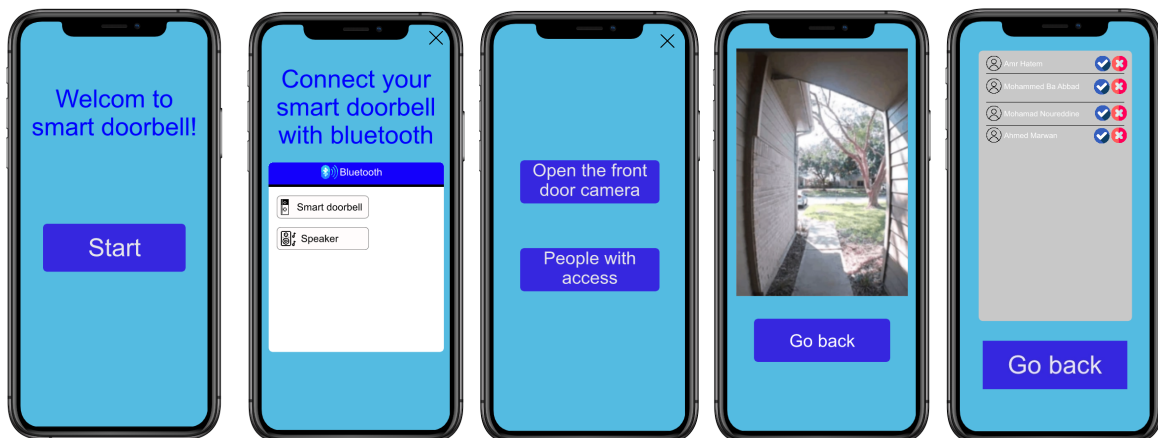 Welcom to
smart doorbell!
Start
Connect your
smart doorbell
with bluetooth
Bluetooth
Smart doorbell
Speaker
Open the front
door camera
People with
access
Go back
Amr Hatem
Mohammed Ba Abbad
Mohamad Noureddine
Ahmed Marwan
Go back